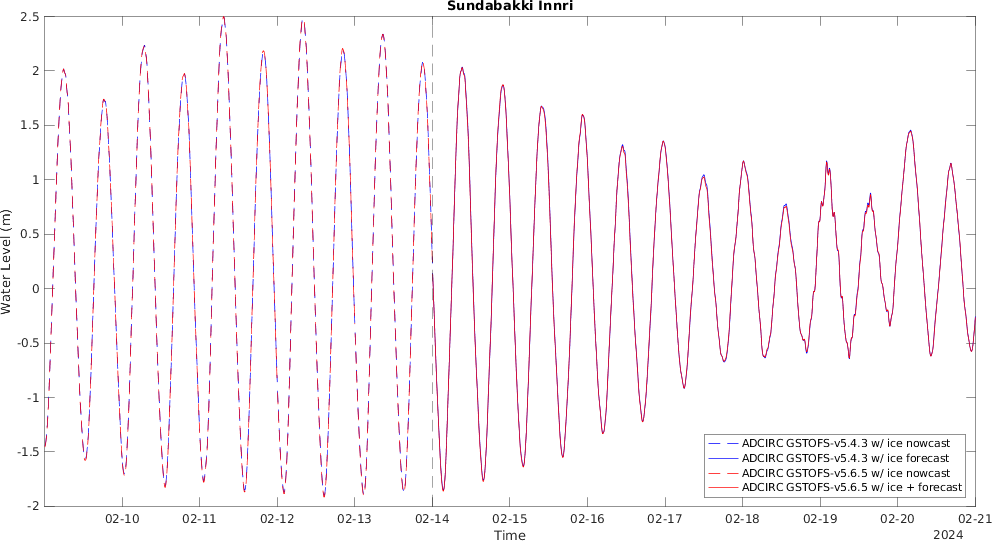 Sundabakki Innri
2.5
2
1.5
1
0.5
0
-0.5
-1
-1.5
-2
Water Level (m)
02-10 02-11 02-12 02-13 02-14 02-15 02-16 02-17 02-18 02-19 02-20 02-21
Time
2024
ADCIRC GSTOFS-v5.4.3 w/ ice nowcast
ADCIRC GSTOFS-v5.4.3 w/ ice forecast
ADCIRC GSTOFS-v5.6.5 w/ ice nowcast
ADCIRC GSTOFS-v5.6.5 w/ ice + forecast